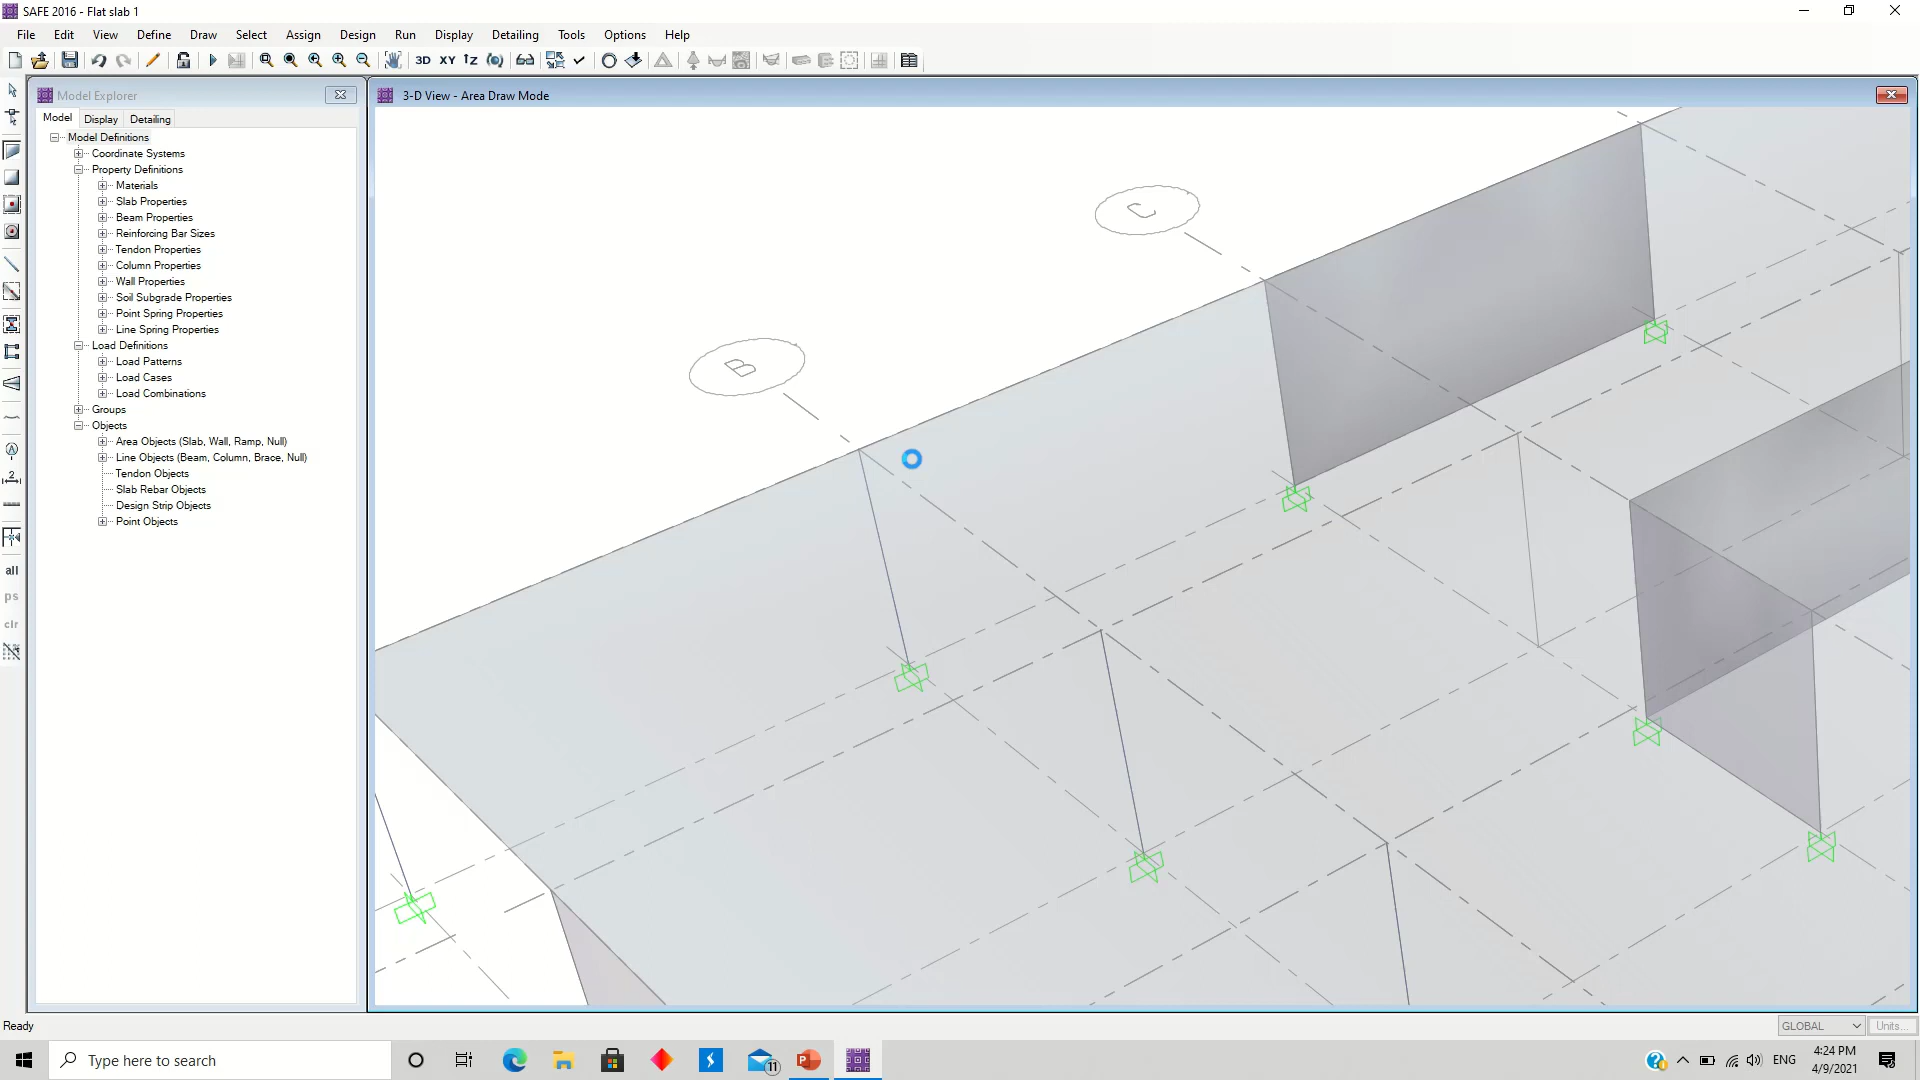 SAFE 2016 - Flat slab 1
File Edit View Define Draw Select Assign Design Run Display Detailing Tools Options Help
3D XY
Model Explorer
3-D View - Area Draw Mode
Model Display Detailing
Model Definitions
Coordinate Systems
Property Definitions
Materials
Slab Properties
Beam Properties
Reinforcing Bar Sizes
Tendon Properties
Column Properties
Wall Properties
Soil Subgrade Properties
Point Spring Properties
Line Spring Properties
Load Definitions
Load Patterns
Load Cases
Load Combinations
Groups
Objects
Area Objects (Slab, Wall, Ramp, Null)
Line Objects (Beam, Column, Brace, Null)
Tendon Objects
Slab Rebar Objects
Design Strip Objects
Point Objects
all
ps
clr
C
B
Ready
GLOBAL Units...
Type here to search
11
ENG
4:24 PM
4/9/2021